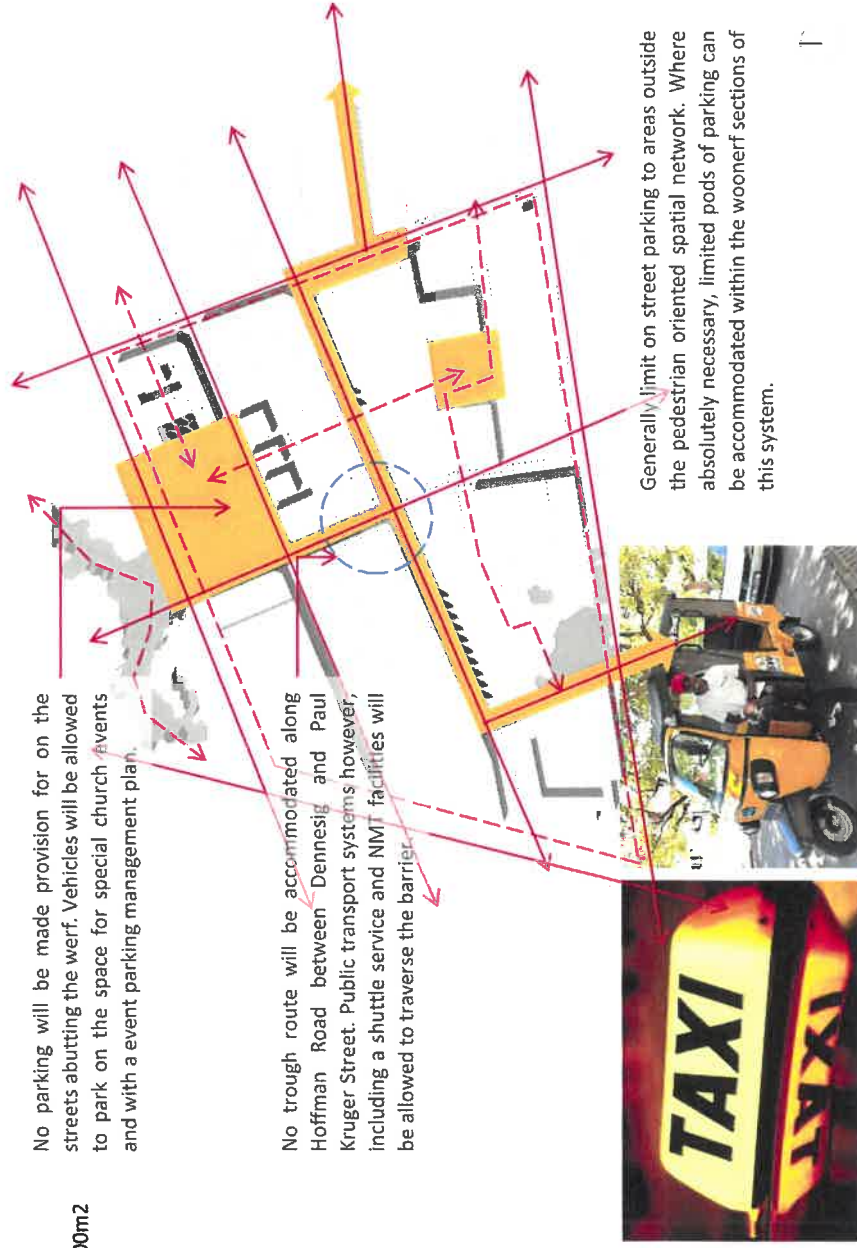 00m2
No parking will be made provision for on the
streets abutting the werf. Vehicles will be allowed
to park on the space for special church events
and with a event parking management plan.
No trough route will be accommodated along
Hoffman Road between Dennesig and Paul
Kruger Street. Public transport systems however,
including a shuttle service and NMT facilities will
be allowed to traverse the barrier.
Generally limit on street parking to areas outside
the pedestrian oriented spatial network. Where
absolutely necessary, limited pods of parking can
be accommodated within the woonerf sections of
this system.
TAXI
TAXI